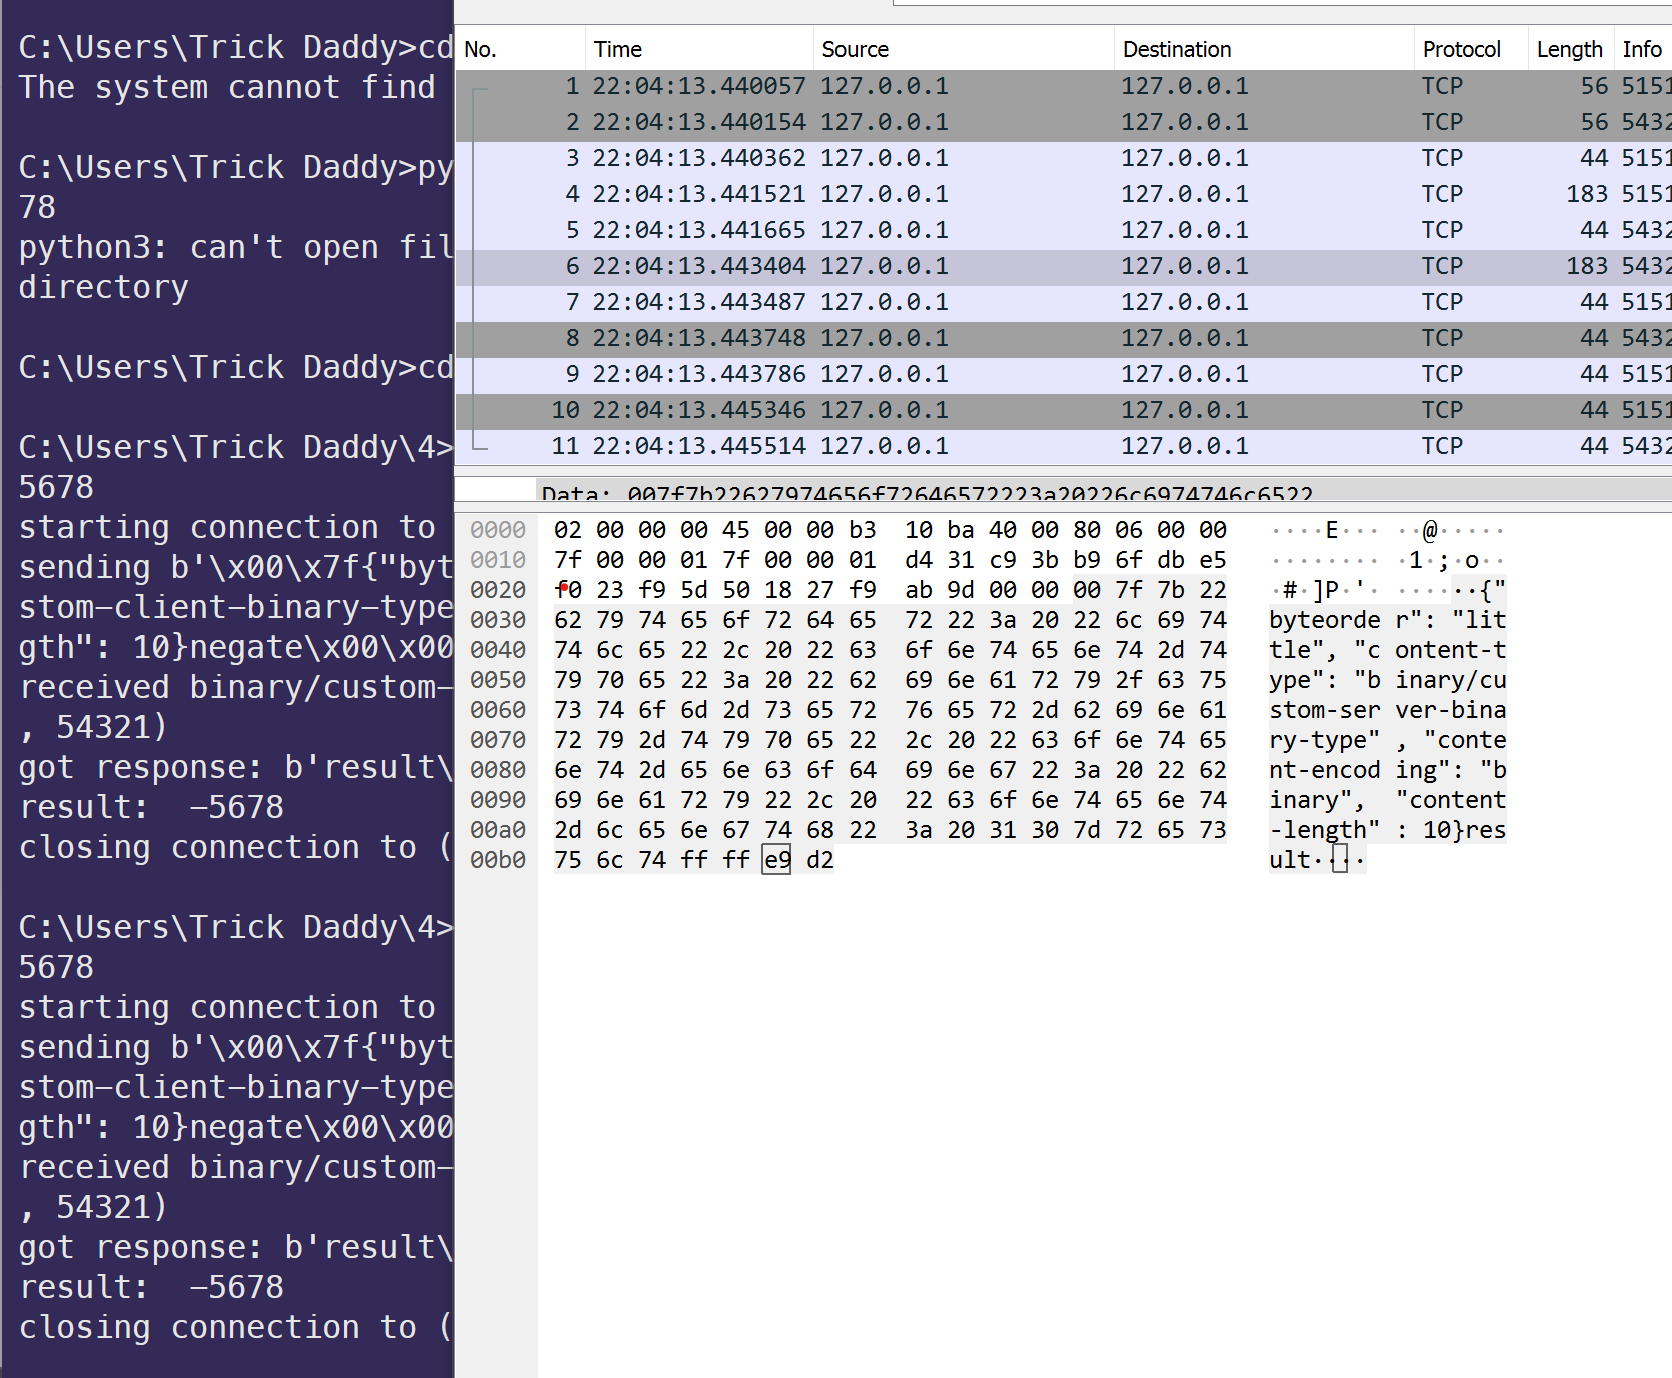 C:\Users\Trick Daddy>cd
The system cannot find
C:\Users\Trick Daddy>py
78
python3: can't open fil
directory
C:\Users\Trick Daddy>cd
C:\Users\Trick Daddy\4>
5678
starting connection to
sending b'\x00\x7f{"byt
stom-client-binary-type
gth": 10}negate\x00\x00
received binary/custom-
, 54321)
got response: b'result\
result:  -5678
closing connection to (
C:\Users\Trick Daddy\4>
5678
starting connection to
sending b'\x00\x7f{"byt
stom-client-binary-type
gth": 10}negate\x00\x00
received binary/custom-
, 54321)
got response: b'result\
result:  -5678
closing connection to (
No. Time Source Destination Protocol Length Info
1 22:04:13.440057 127.0.0.1 127.0.0.1 TCP 56 5151
2 22:04:13.440154 127.0.0.1 127.0.0.1 TCP 56 5432
3 22:04:13.440362 127.0.0.1 127.0.0.1 TCP 44 5151
4 22:04:13.441521 127.0.0.1 127.0.0.1 TCP 183 5151
5 22:04:13.441665 127.0.0.1 127.0.0.1 TCP 44 5432
6 22:04:13.443404 127.0.0.1 127.0.0.1 TCP 183 5432
7 22:04:13.443487 127.0.0.1 127.0.0.1 TCP 44 5151
8 22:04:13.443748 127.0.0.1 127.0.0.1 TCP 44 5432
9 22:04:13.443786 127.0.0.1 127.0.0.1 TCP 44 5151
10 22:04:13.445346 127.0.0.1 127.0.0.1 TCP 44 5151
11 22:04:13.445514 127.0.0.1 127.0.0.1 TCP 44 5432
Data: 007f7b22627974656f72646572223a20226c6974746c6522
0000 02 00 00 00 45 00 00 b3 10 ba 40 00 80 06 00 00 ····E··· ··@·····
0010 7f 00 00 01 7f 00 00 01 d4 31 c9 3b b9 6f db e5 ········ ·1·;·o··
0020 f0 23 f9 5d 50 18 27 f9 ab 9d 00 00 00 7f 7b 22 ·#·]P·'· ······{"
0030 62 79 74 65 6f 72 64 65 72 22 3a 20 22 6c 69 74 byteorde r": "lit
0040 74 6c 65 22 2c 20 22 63 6f 6e 74 65 6e 74 2d 74 tle", "c ontent-t
0050 79 70 65 22 3a 20 22 62 69 6e 61 72 79 2f 63 75 ype": "b inary/cu
0060 73 74 6f 6d 2d 73 65 72 76 65 72 2d 62 69 6e 61 stom-ser ver-bina
0070 72 79 2d 74 79 70 65 22 2c 20 22 63 6f 6e 74 65 ry-type" , "conte
0080 6e 74 2d 65 6e 63 6f 64 69 6e 67 22 3a 20 22 62 nt-encod ing": "b
0090 69 6e 61 72 79 22 2c 20 22 63 6f 6e 74 65 6e 74 inary",  "content
00a0 2d 6c 65 6e 67 74 68 22 3a 20 31 30 7d 72 65 73 -length" : 10}res
00b0 75 6c 74 ff ff e9 d2 ult····